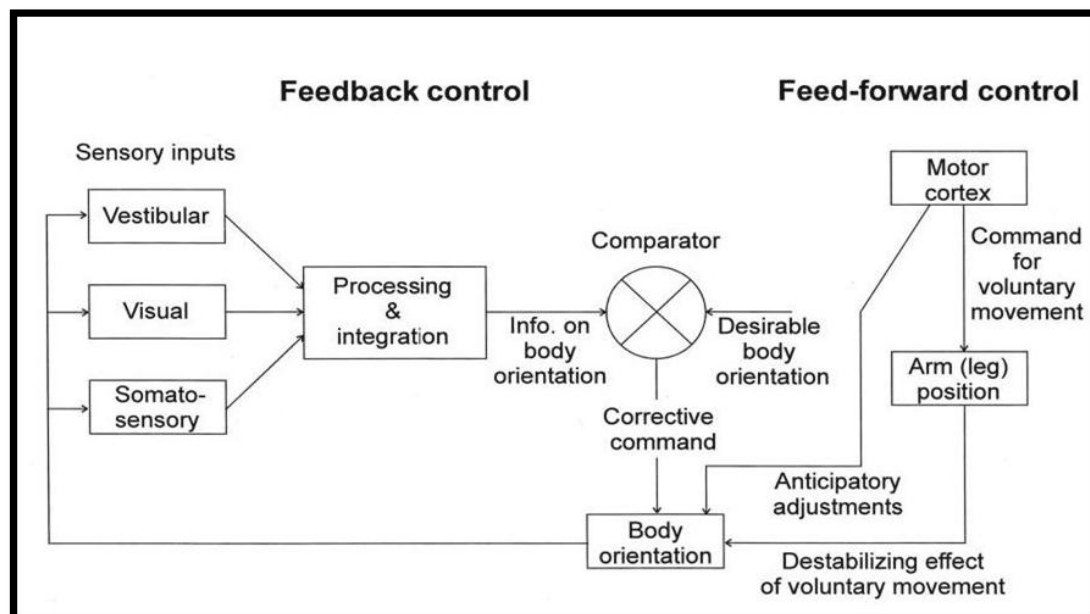 Feedback control
Feed-forward control
Sensory inputs
Vestibular
Visual
Somato-
sensory
Processing
&
integration
Info. on
body
orientation
Comparator
Desirable
body
orientation
Corrective
command
Body
orientation
Motor
cortex
Command
for
voluntary
movement
Arm (leg)
position
Anticipatory
adjustments
Destabilizing effect
of voluntary movement